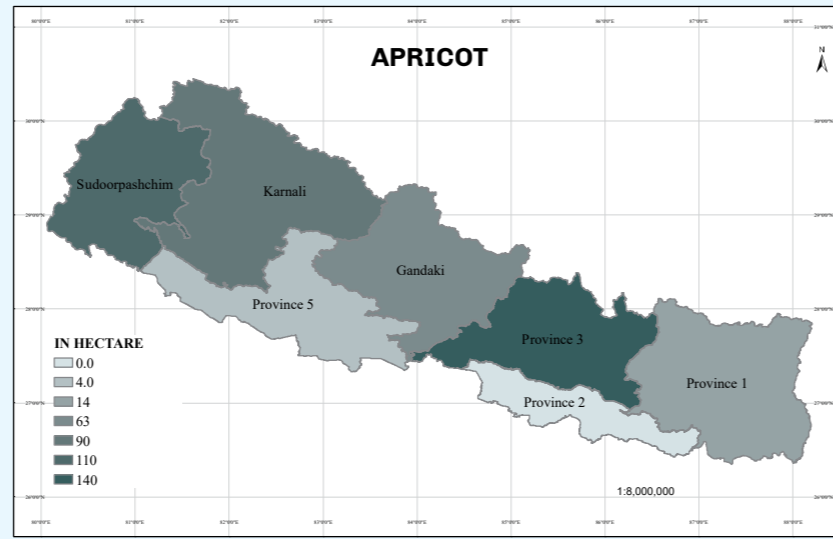 APRICOT
N
Sudoorpashchim
Karnali
Gandaki
Province 5
Province 3
Province 1
Province 2
IN HECTARE
0.0
4.0
14
63
90
110
140
1:8,000,000